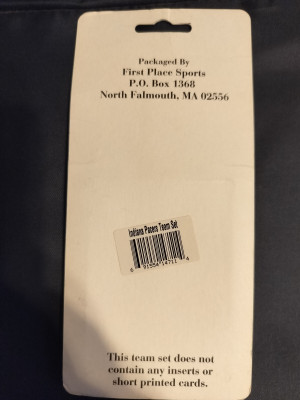 Packaged By
First Place Sports
P.O. Box 1368
North Falmouth, MA 02556
Indiana Pacers Team Set
This team set does not
contain any inserts or
short printed cards.